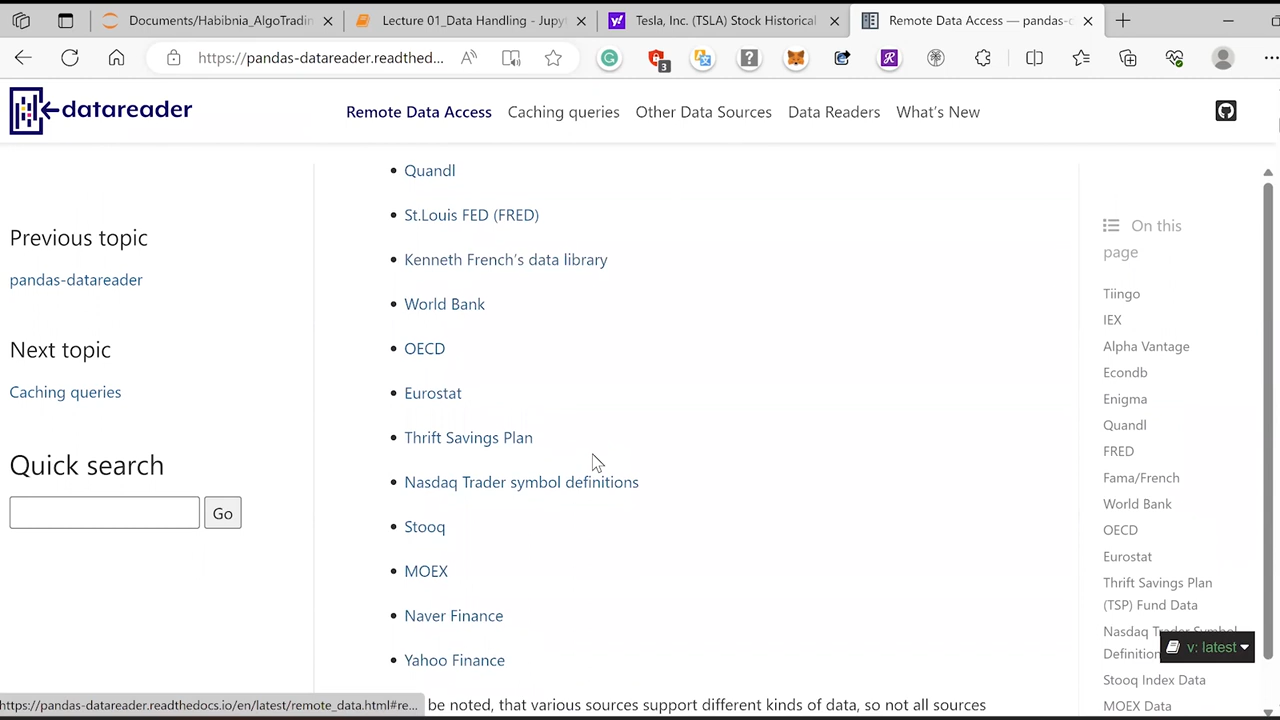 Documents/Habibnia_AlgoTradin
Lecture 01_Data Handling - Jupyt
Tesla, Inc. (TSLA) Stock Historical
Remote Data Access — pandas-d
https://pandas-datareader.readthed...
3
datareader
Remote Data Access
Caching queries
Other Data Sources
Data Readers
What's New
Previous topic
pandas-datareader
Next topic
Caching queries
Quick search
Go
• Quandl
• St.Louis FED (FRED)
• Kenneth French's data library
• World Bank
• OECD
• Eurostat
• Thrift Savings Plan
• Nasdaq Trader symbol definitions
• Stooq
• MOEX
• Naver Finance
• Yahoo Finance
be noted, that various sources support different kinds of data, so not all sources
On this
page
Tiingo
IEX
Alpha Vantage
Econdb
Enigma
Quandl
FRED
Fama/French
World Bank
OECD
Eurostat
Thrift Savings Plan
(TSP) Fund Data
Nasdaq Trader Symbol
Definition
v: latest
Stooq Index Data
MOEX Data
https://pandas-datareader.readthedocs.io/en/latest/remote_data.html#re...